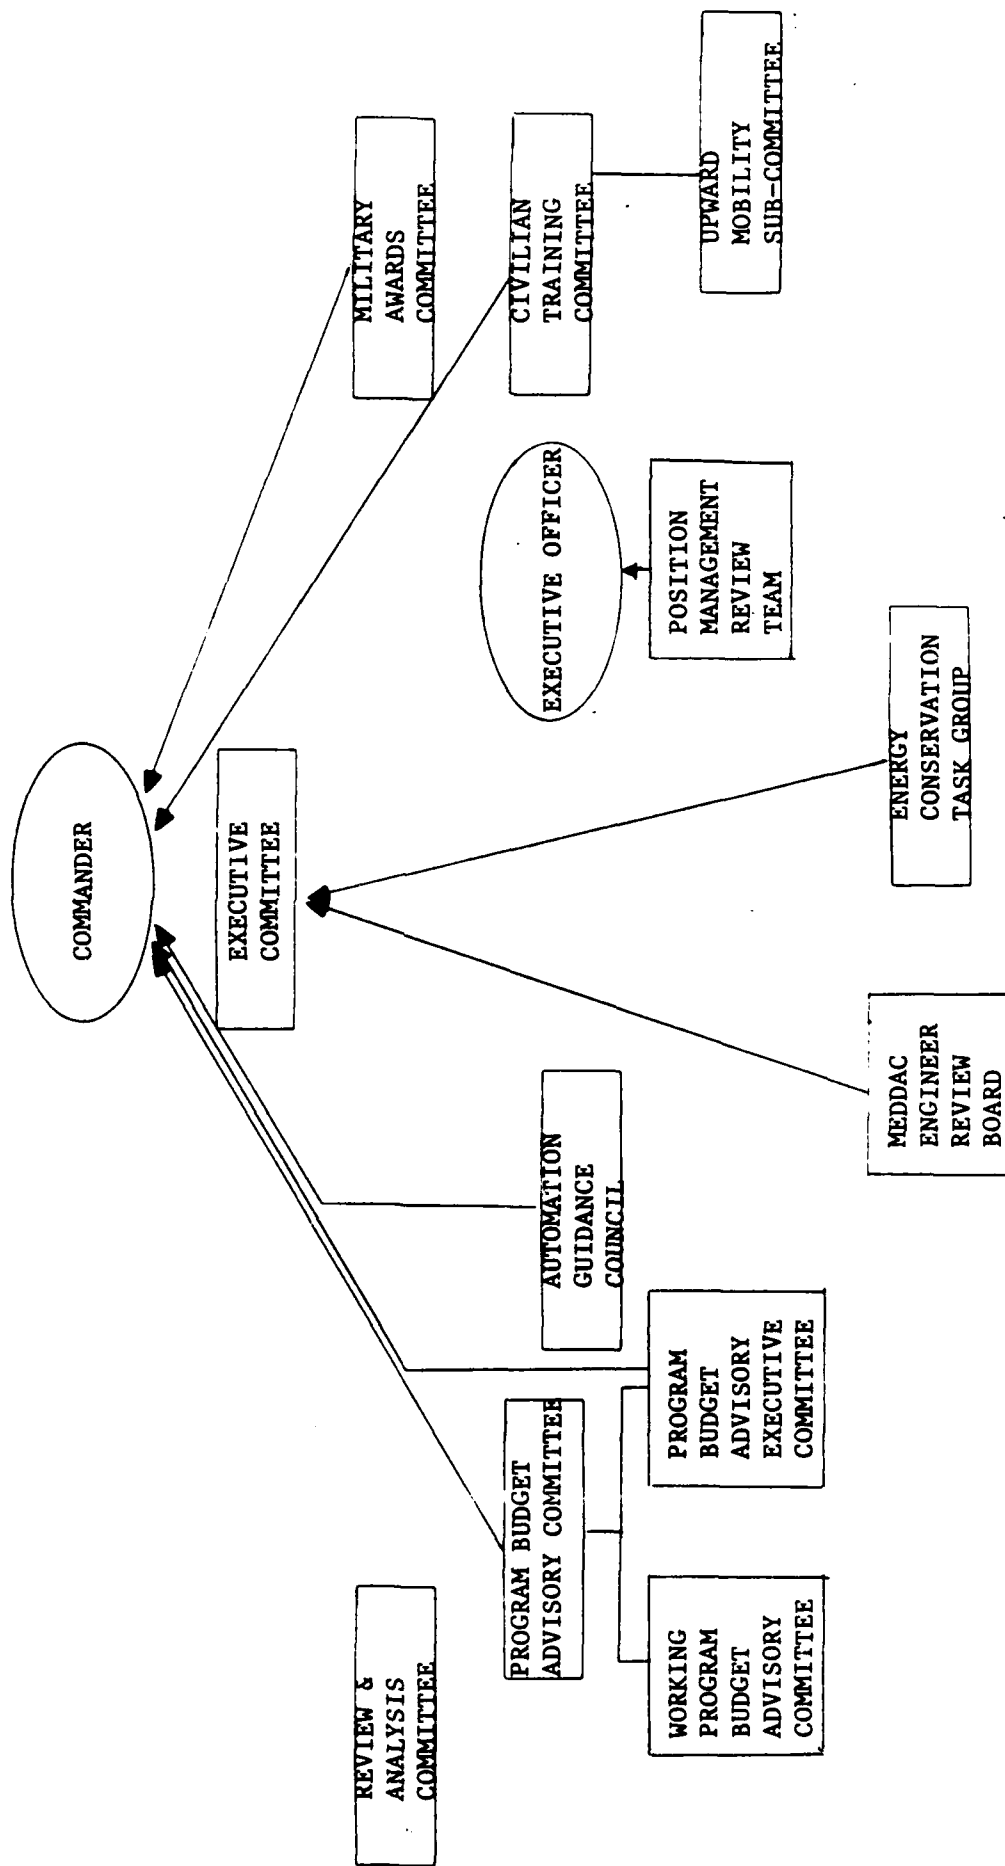 COMMANDER
EXECUTIVE
COMMITTEE
REVIEW &
ANALYSIS
COMMITTEE
MILITARY
AWARDS
COMMITTEE
PROGRAM BUDGET
ADVISORY COMMITTEE
AUTOMATION
GUIDANCE
COUNCIL
EXECUTIVE OFFICER
CIVILIAN
TRAINING
COMMITTEE
WORKING
PROGRAM
BUDGET
ADVISORY
COMMITTEE
PROGRAM
BUDGET
ADVISORY
EXECUTIVE
COMMITTEE
POSITION
MANAGEMENT
REVIEW
TEAM
UPWARD
MOBILITY
SUB-COMMITTEE
MEDDAC
ENGINEER
REVIEW
BOARD
ENERGY
CONSERVATION
TASK GROUP